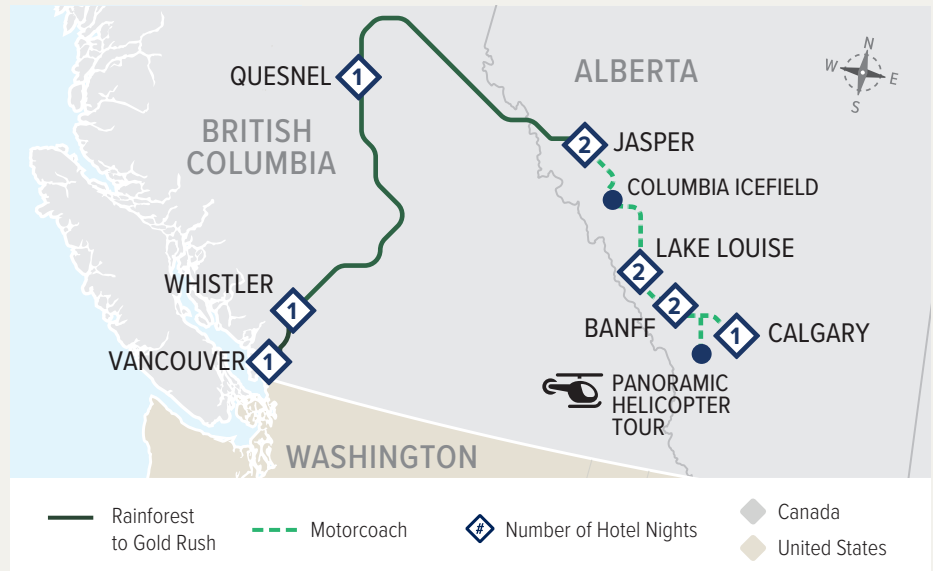 N
W
E
S
QUESNEL
1
ALBERTA
BRITISH
COLUMBIA
2
JASPER
COLUMBIA ICEFIELD
LAKE LOUISE
2
WHISTLER
1
2
BANFF
1
CALGARY
VANCOUVER
1
PANORAMIC
HELICOPTER
TOUR
WASHINGTON
Rainforest
to Gold Rush
Motorcoach
# Number of Hotel Nights
Canada
United States